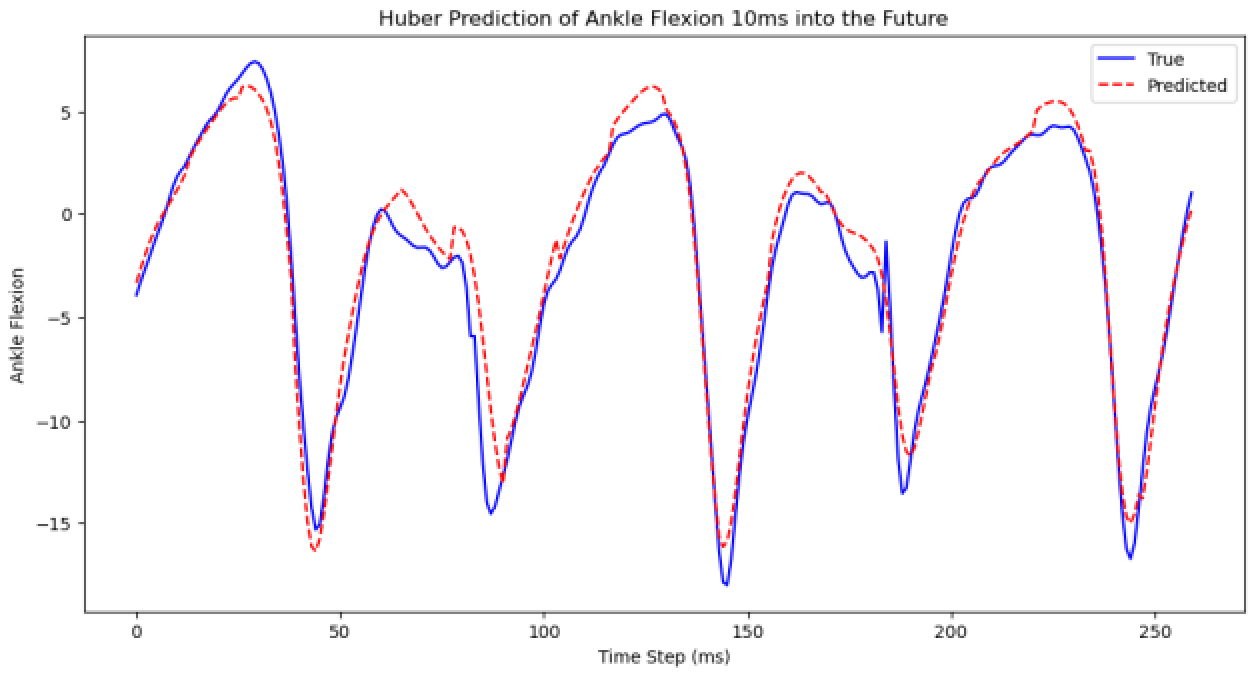 Huber Prediction of Ankle Flexion 10ms into the Future
True
Predicted
Ankle Flexion
5
0
−5
−10
−15
0
50
100
150
200
250
Time Step (ms)